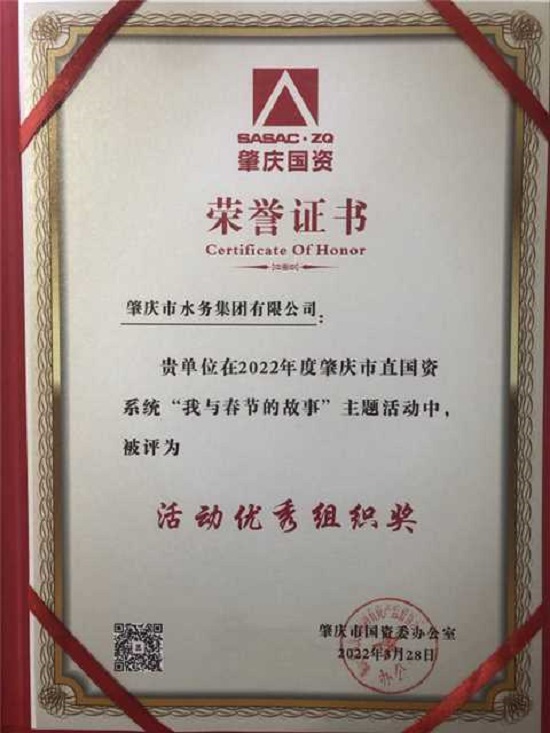 SASAC·ZQ
肇庆国资
荣誉证书
Certificate Of Honor
肇庆市水务集团有限公司：
贵单位在2022年度肇庆市直国资
系统“我与春节的故事”主题活动中，
被评为
活动优秀组织奖
肇庆市国资委办公室
2022年3月28日